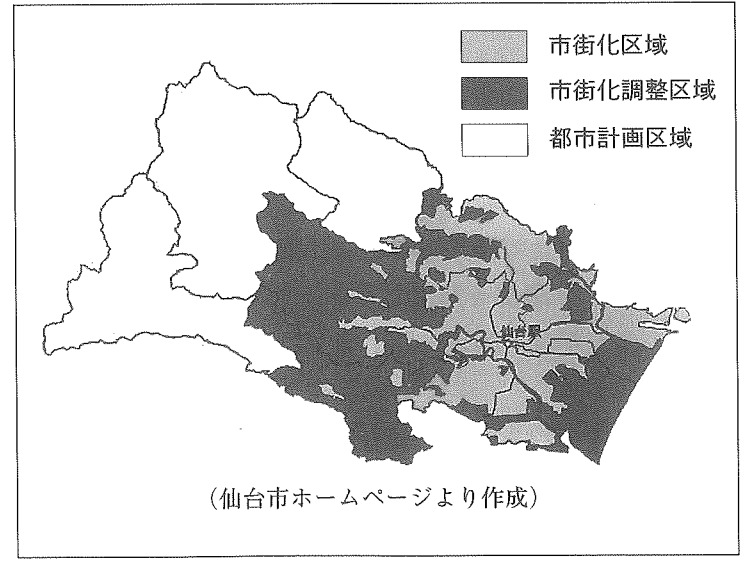 市街化区域
市街化調整区域
都市計画区域
仙台駅
(仙台市ホームページより作成)